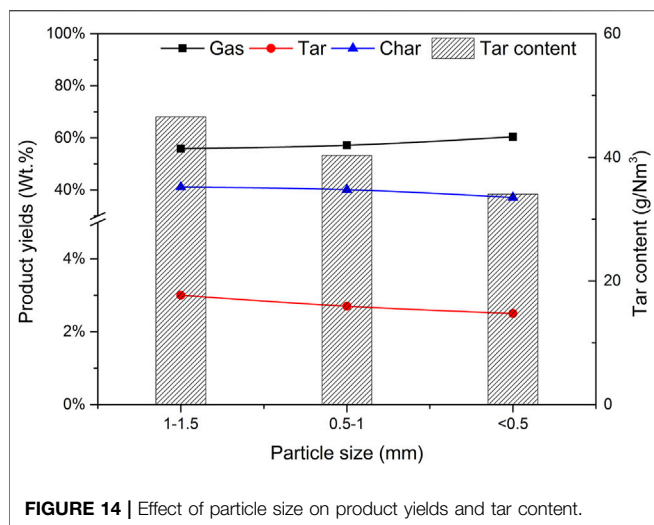 Gas Tar Char Tar content
100%
80%
60%
40%
4%
2%
0%
Product yields (Wt.%)
60
40
20
0
Tar content (g/Nm³)
1-1.5 0.5-1 <0.5
Particle size (mm)
FIGURE 14 | Effect of particle size on product yields and tar content.